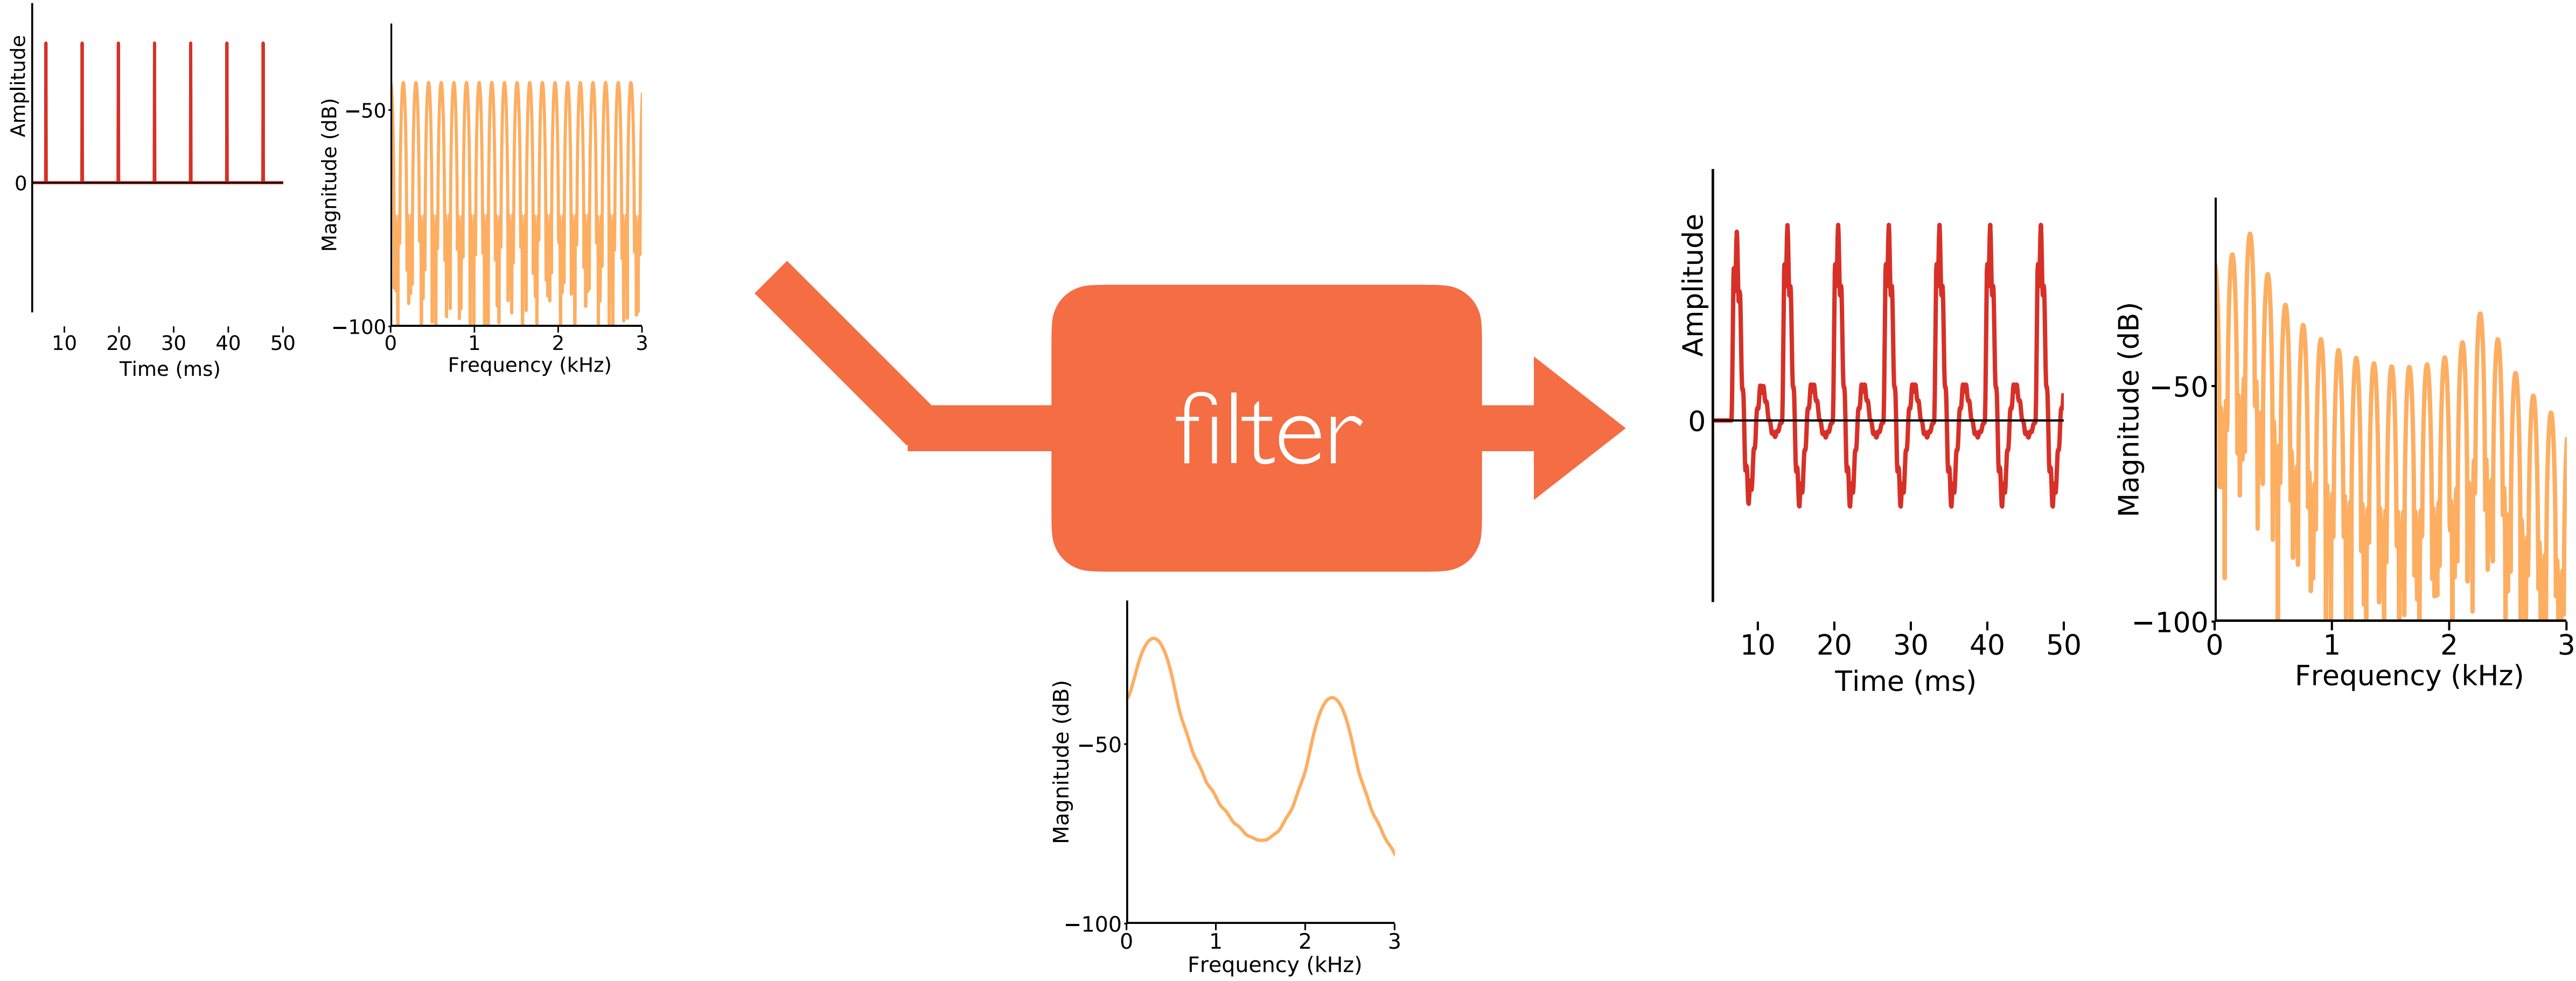 Amplitude
0
10 20 30 40 50
Time (ms)
Magnitude (dB)
−50
−100
0 1 2 3
Frequency (kHz)
filter
Magnitude (dB)
−50
−100
0 1 2 3
Frequency (kHz)
Amplitude
0
10 20 30 40 50
Time (ms)
Magnitude (dB)
−50
−100
0 1 2 3
Frequency (kHz)